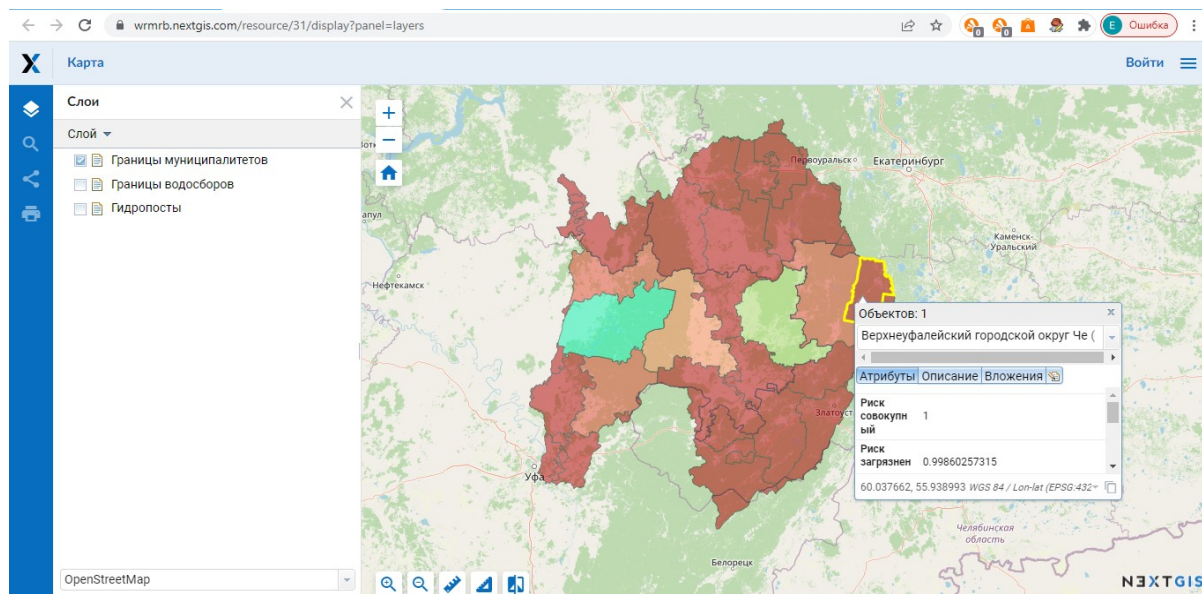 wrmrb.nextgis.com/resource/31/display?panel=layers
0
0
A
E
Ошибка
X
Карта
Войти
Слои
Слой
Границы муниципалитетов
Границы водосборов
Гидропосты
OpenStreetMap
+
−
Первоуральск
Екатеринбург
Каменск-
Уральский
Нефтекамск
Златоуст
Уфа
Белорецк
Челябинская
область
Объектов: 1
x
Верхнеуфалейский городской округ Че (
Атрибуты Описание Вложения
Риск
совокупн 1
ый
Риск
загрязнен 0.99860257315
60.037662, 55.938993 WGS 84 / Lon-lat (EPSG:432
NEXTGIS